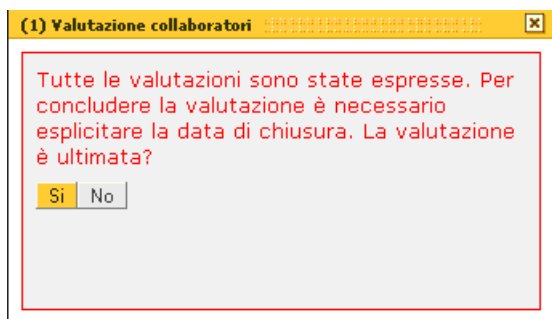 (1) Valutazione collaboratori
Tutte le valutazioni sono state espresse. Per
concludere la valutazione è necessario
esplicitare la data di chiusura. La valutazione
è ultimata?
Si No